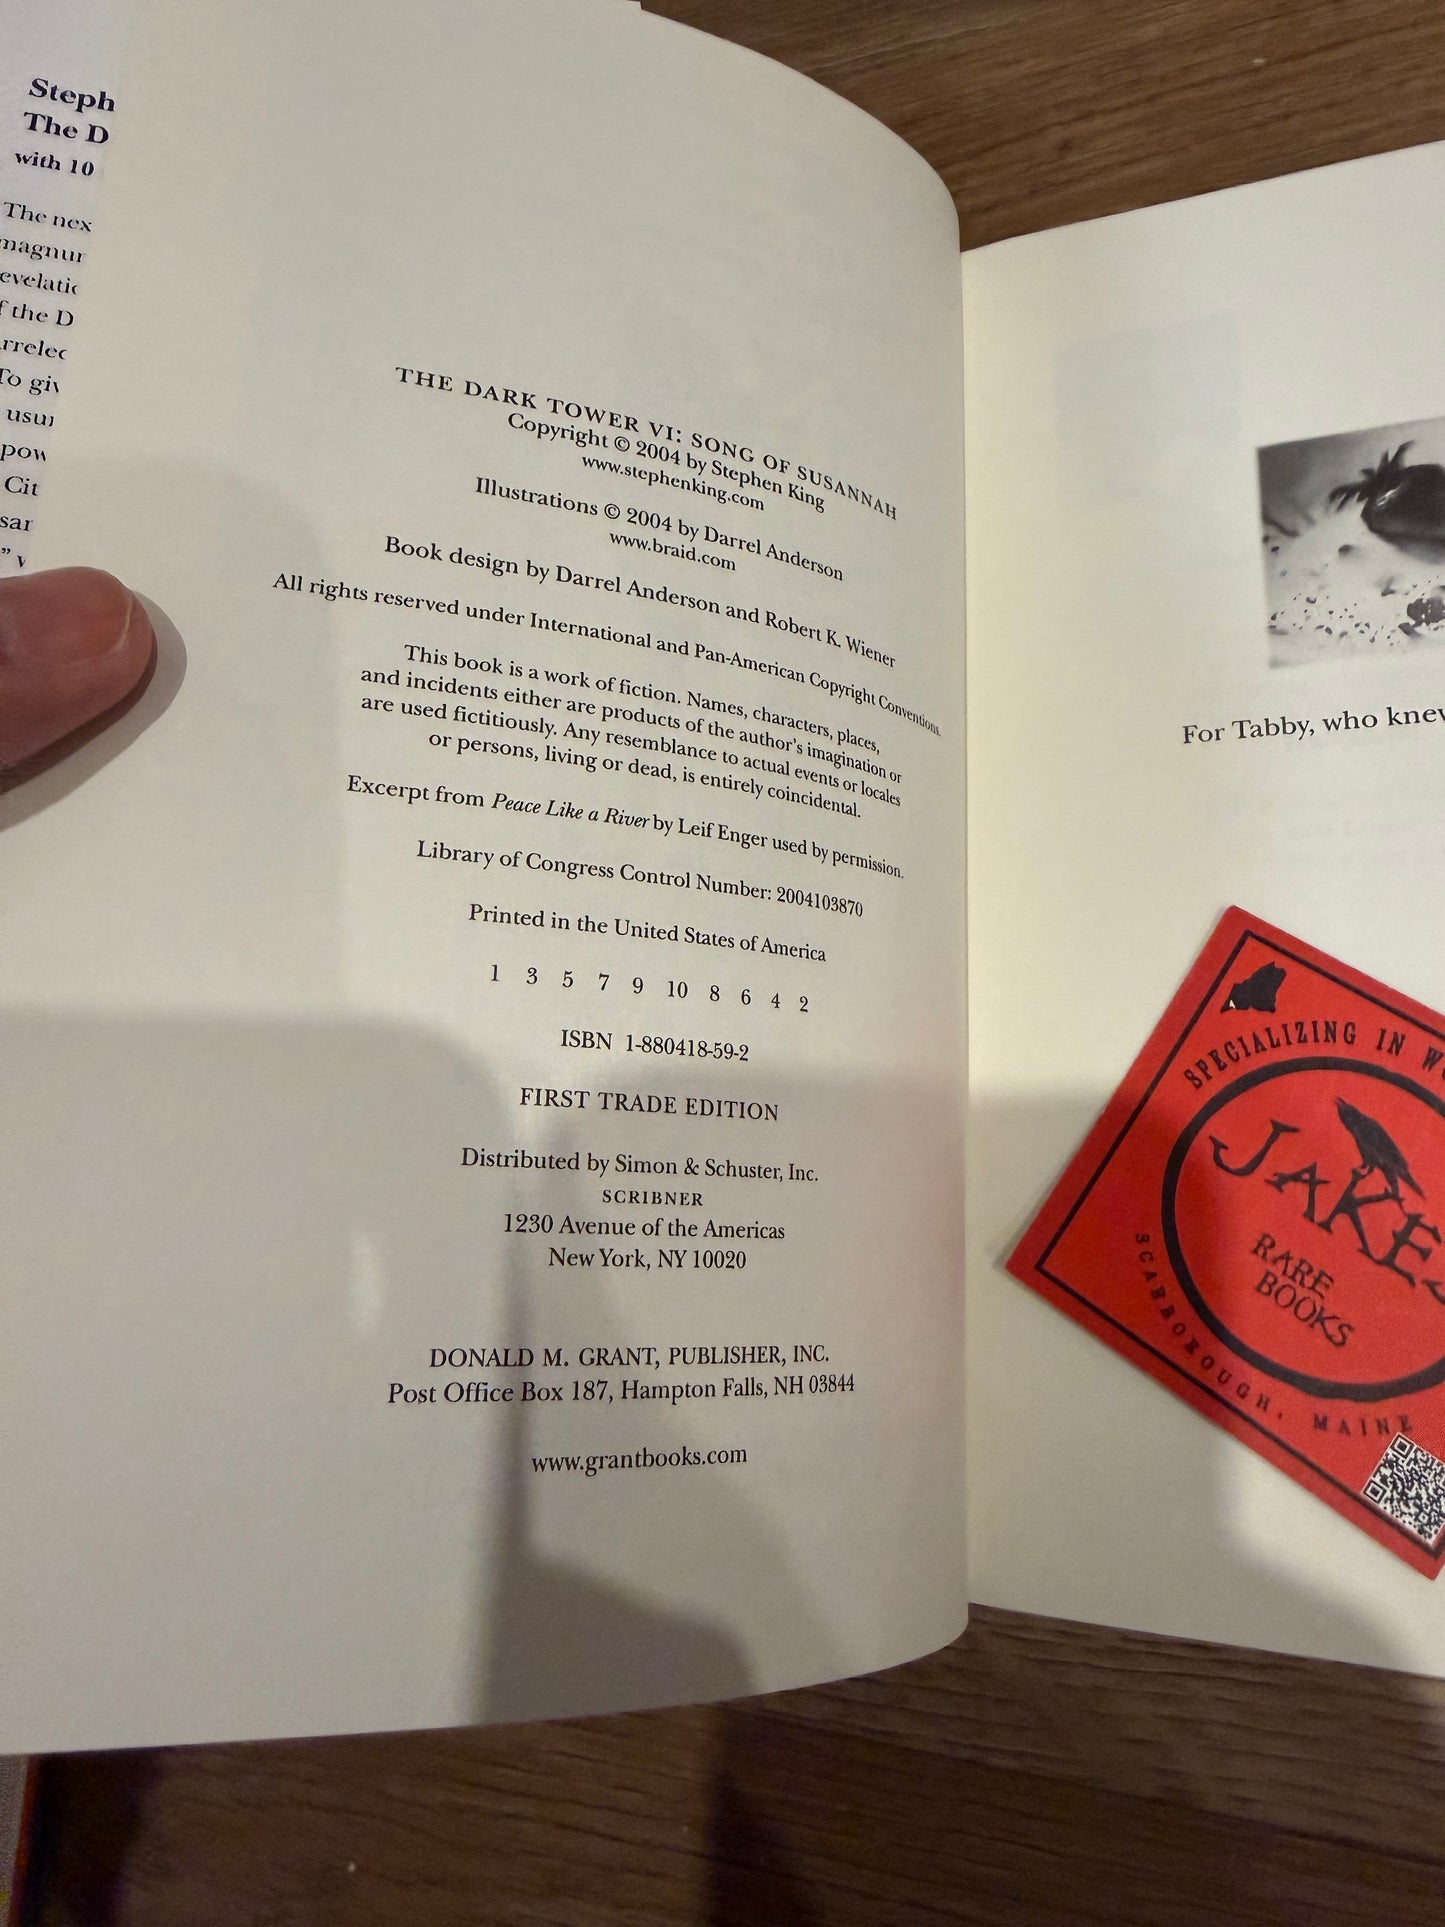 Steph
The D
with 10
The nex
magnur
evelatic
f the D
rrelec
To giv
usur
pow
Cit
sar
” v
THE DARK TOWER VI: SONG OF SUSANNAH
Copyright © 2004 by Stephen King
www.stephenking.com
Illustrations © 2004 by Darrel Anderson
www.braid.com
Book design by Darrel Anderson and Robert K. Wiener
All rights reserved under International and Pan-American Copyright Conventions.
This book is a work of fiction. Names, characters, places,
and incidents either are products of the author’s imagination or
are used fictitiously. Any resemblance to actual events or locales
or persons, living or dead, is entirely coincidental.
Excerpt from Peace Like a River by Leif Enger used by permission.
Library of Congress Control Number: 2004103870
Printed in the United States of America
1 3 5 7 9 10 8 6 4 2
ISBN 1-880418-59-2
FIRST TRADE EDITION
Distributed by Simon & Schuster, Inc.
SCRIBNER
1230 Avenue of the Americas
New York, NY 10020
DONALD M. GRANT, PUBLISHER, INC.
Post Office Box 187, Hampton Falls, NH 03844
www.grantbooks.com
For Tabby, who knew
SPECIALIZING IN WO
JAKES
RARE
BOOKS
SCARBOROUGH, MAINE